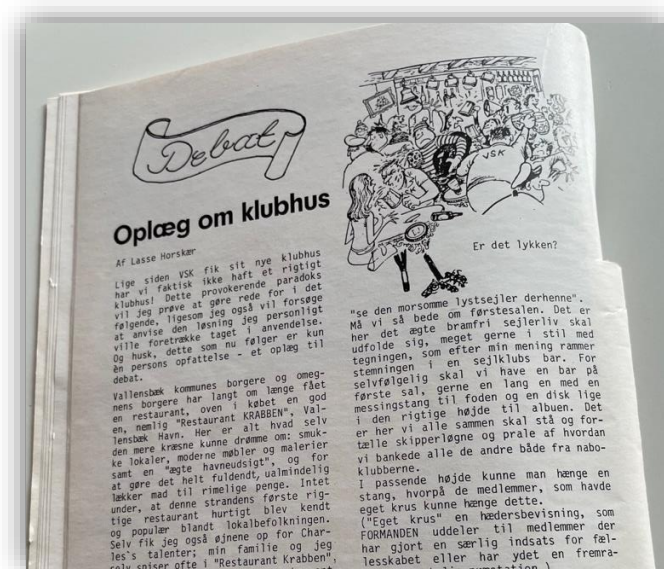 Debat
Oplæg om klubhus
Af Lasse Horskær
Lige siden VSK fik sit nye klubhus
har vi faktisk ikke haft et rigtigt
klubhus! Dette provokerende paradoks
vil jeg prøve at gøre rede for i det
følgende, ligesom jeg også vil forsøge
at anvise den løsning jeg personligt
ville foretrække taget i anvendelse.
Og husk, dette som nu følger er kun
èn persons opfattelse - et oplæg til
debat.
Vallensbæk kommunes borgere og omeg-
nens borgere har langt om længe fået
en restaurant, oven i købet en god
en, nemlig "Restaurant KRABBEN", Val-
lensbæk Havn. Her er alt hvad selv
den mere kræsne kunne drømme om: smuk-
ke lokaler, moderne møbler og malerier
samt en "ægte havneudsigt", og for
at gøre det helt fuldendt, ualmindelig
lækker mad til rimelige penge. Intet
under, at denne strandens første rig-
tige restaurant hurtigt blev kendt
og populær blandt lokalbefolkningen.
Selv fik jeg også øjnene op for Char-
les`s talenter; min familie og jeg
selv spiser ofte i "Restaurant Krabben",
VSK
Er det lykken?
"se den morsomme lystsejler derhenne".
Må vi så bede om førstesalen. Det er
her det ægte bramfri sejlerliv skal
udfolde sig, meget gerne i stil med
tegningen, som efter min mening rammer
stemningen i en sejlklubs bar. For
selvfølgelig skal vi have en bar på
første sal, gerne en lang en med en
messingstang til foden og en disk lige
i den rigtige højde til albuen. Det
er her vi alle sammen skal stå og for-
tælle skipperløgne og prale af hvordan
vi bankede alle de andre både fra nabo-
klubberne.
I passende højde kunne man hænge en
stang, hvorpå de medlemmer, som havde
eget krus kunne hænge dette.
("Eget krus" en hædersbevisning, som
FORMANDEN uddeler til medlemmer der
har gjort en særlig indsats for fæl-
lesskabet eller har ydet en fremra-